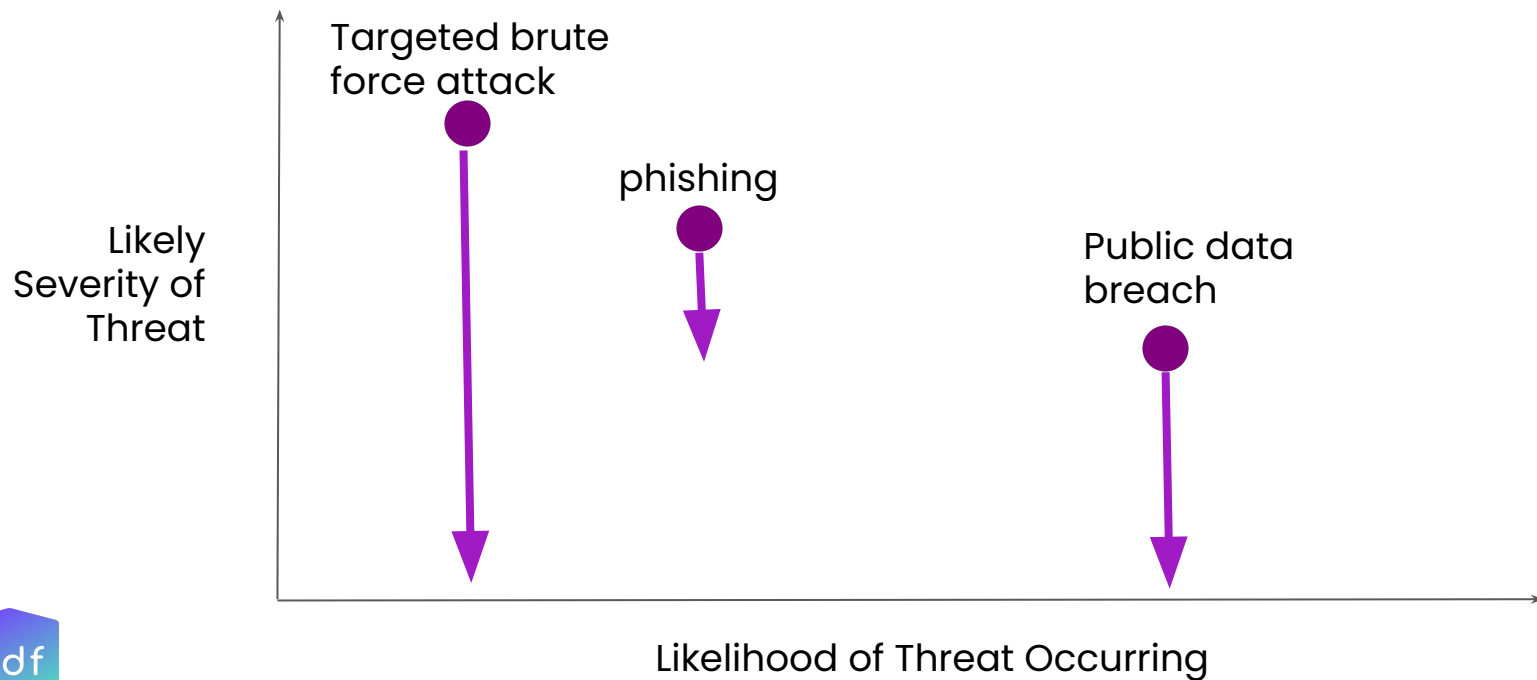 Targeted brute
force attack
phishing
Likely
Severity of
Threat
Public data
breach
Likelihood of Threat Occurring
df